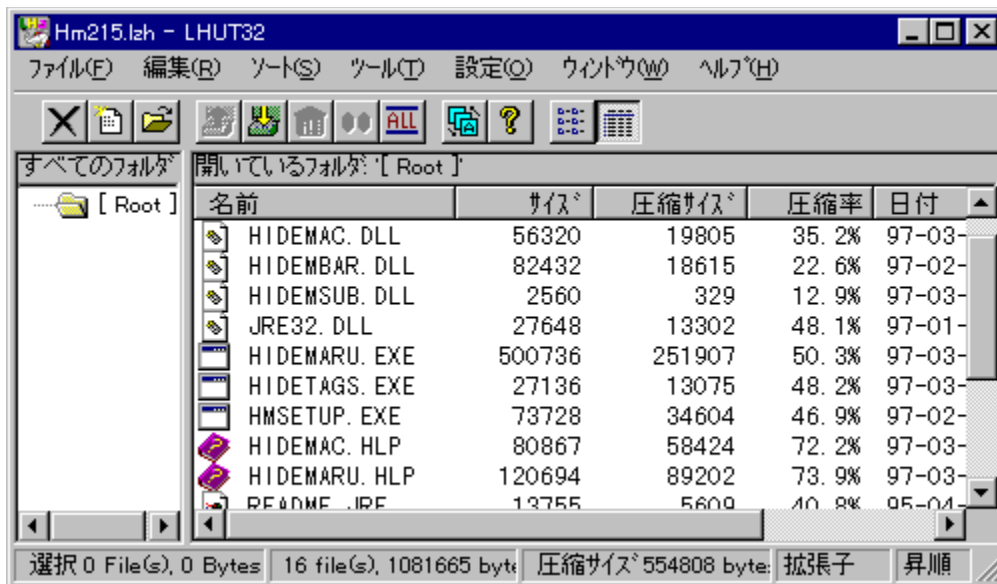 Hm215.lzh - LHUT32
ファイル(F) 編集(R) ソート(S) ツール(T) 設定(O) ウィンドウ(W) ヘルプ(H)
ALL
すべてのフォルダ 開いているフォルダ: '[ Root ]'
[ Root ]
名前 サイズ 圧縮サイズ 圧縮率 日付
HIDEMAC.DLL 56320 19805 35.2% 97-03-
HIDEMBAR.DLL 82432 18615 22.6% 97-02-
HIDEMSUB.DLL 2560 329 12.9% 97-03-
JRE32.DLL 27648 13302 48.1% 97-01-
HIDEMARU.EXE 500736 251907 50.3% 97-03-
HIDETAGS.EXE 27136 13075 48.2% 97-03-
HMSETUP.EXE 73728 34604 46.9% 97-02-
HIDEMAC.HLP 80867 58424 72.2% 97-03-
HIDEMARU.HLP 120694 89202 73.9% 97-03-
README.JRE 13755 5609 40.8% 95-04-
選択 0 File(s), 0 Bytes 16 file(s), 1081665 byte 圧縮サイズ 554808 byte: 拡張子 昇順